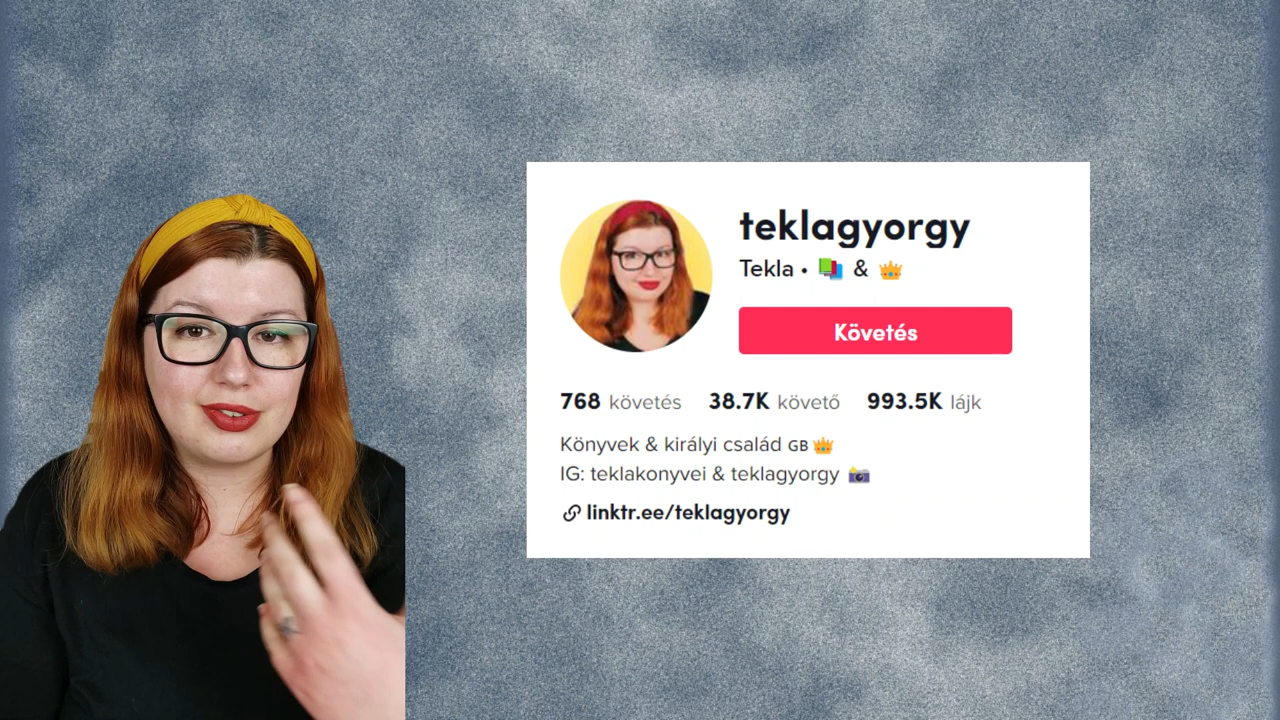 teklagyorgy
Tekla • 📚 & 👑
Követés
768 követés 38.7K követő 993.5K lájk
Könyvek & királyi család GB 👑
IG: teklakonyvei & teklagyorgy 📸
linktr.ee/teklagyorgy